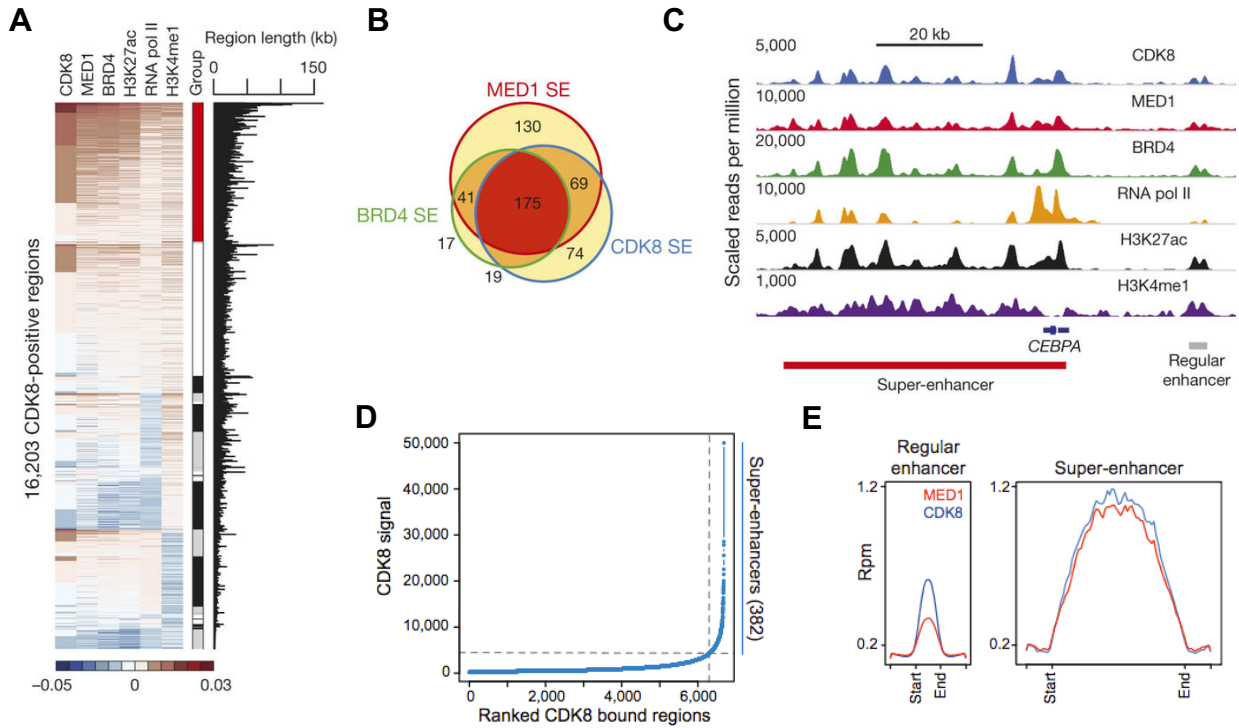 A
Region length (kb)
CDK8
MED1
BRD4
H3K27ac
RNA pol II
H3K4me1
Group
0
150
16,203 CDK8-positive regions
−0.05
0
0.03
B
MED1 SE
130
41
175
69
BRD4 SE
CDK8 SE
17
19
74
C
20 kb
Scaled reads per million
5,000
CDK8
10,000
MED1
20,000
BRD4
10,000
RNA pol II
5,000
H3K27ac
1,000
H3K4me1
CEBPA
Regular
enhancer
Super-enhancer
D
CDK8 signal
50,000
40,000
30,000
20,000
10,000
0
0
2,000
4,000
6,000
Ranked CDK8 bound regions
Super-enhancers (382)
E
Regular
enhancer
Super-enhancer
1.2
MED1
CDK8
Rpm
0.2
Start
End
1.2
0.2
Start
End